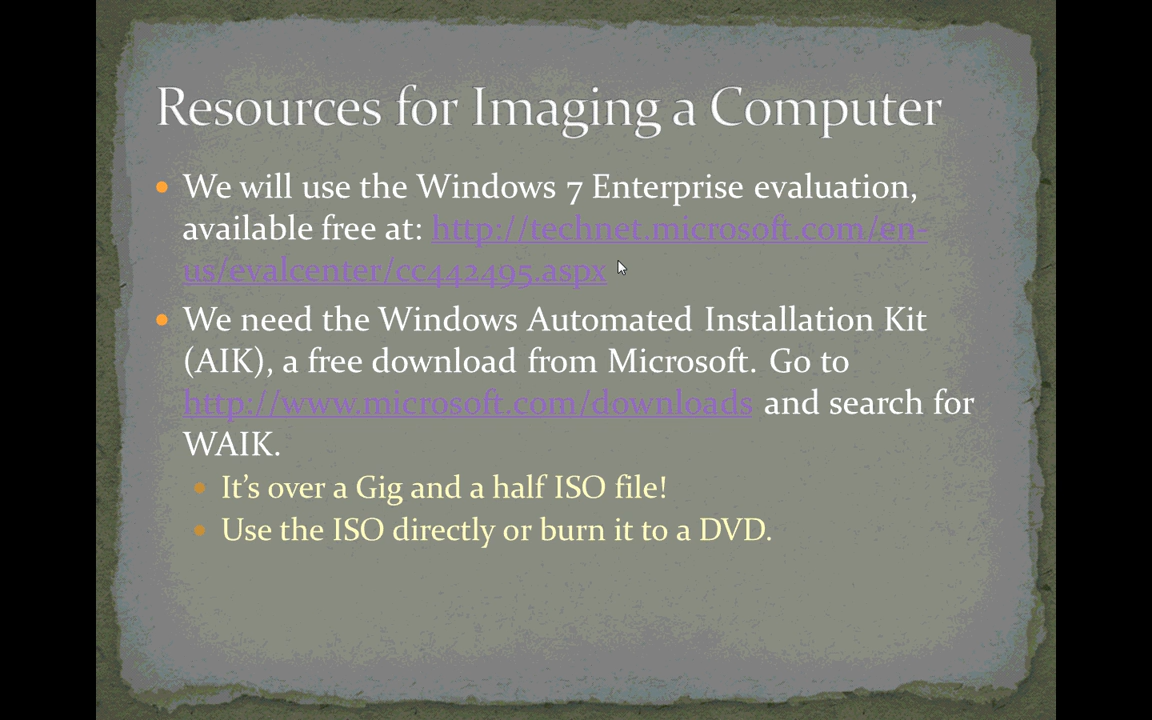 Resources for Imaging a Computer
We will use the Windows 7 Enterprise evaluation,
available free at: http://technet.microsoft.com/en-
us/evalcenter/cc442495.aspx
We need the Windows Automated Installation Kit
(AIK), a free download from Microsoft. Go to
http://www.microsoft.com/downloads and search for
WAIK.
It’s over a Gig and a half ISO file!
Use the ISO directly or burn it to a DVD.